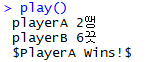 > play()
playerA 2땡
playerB 6끗
$PlayerA Wins!$